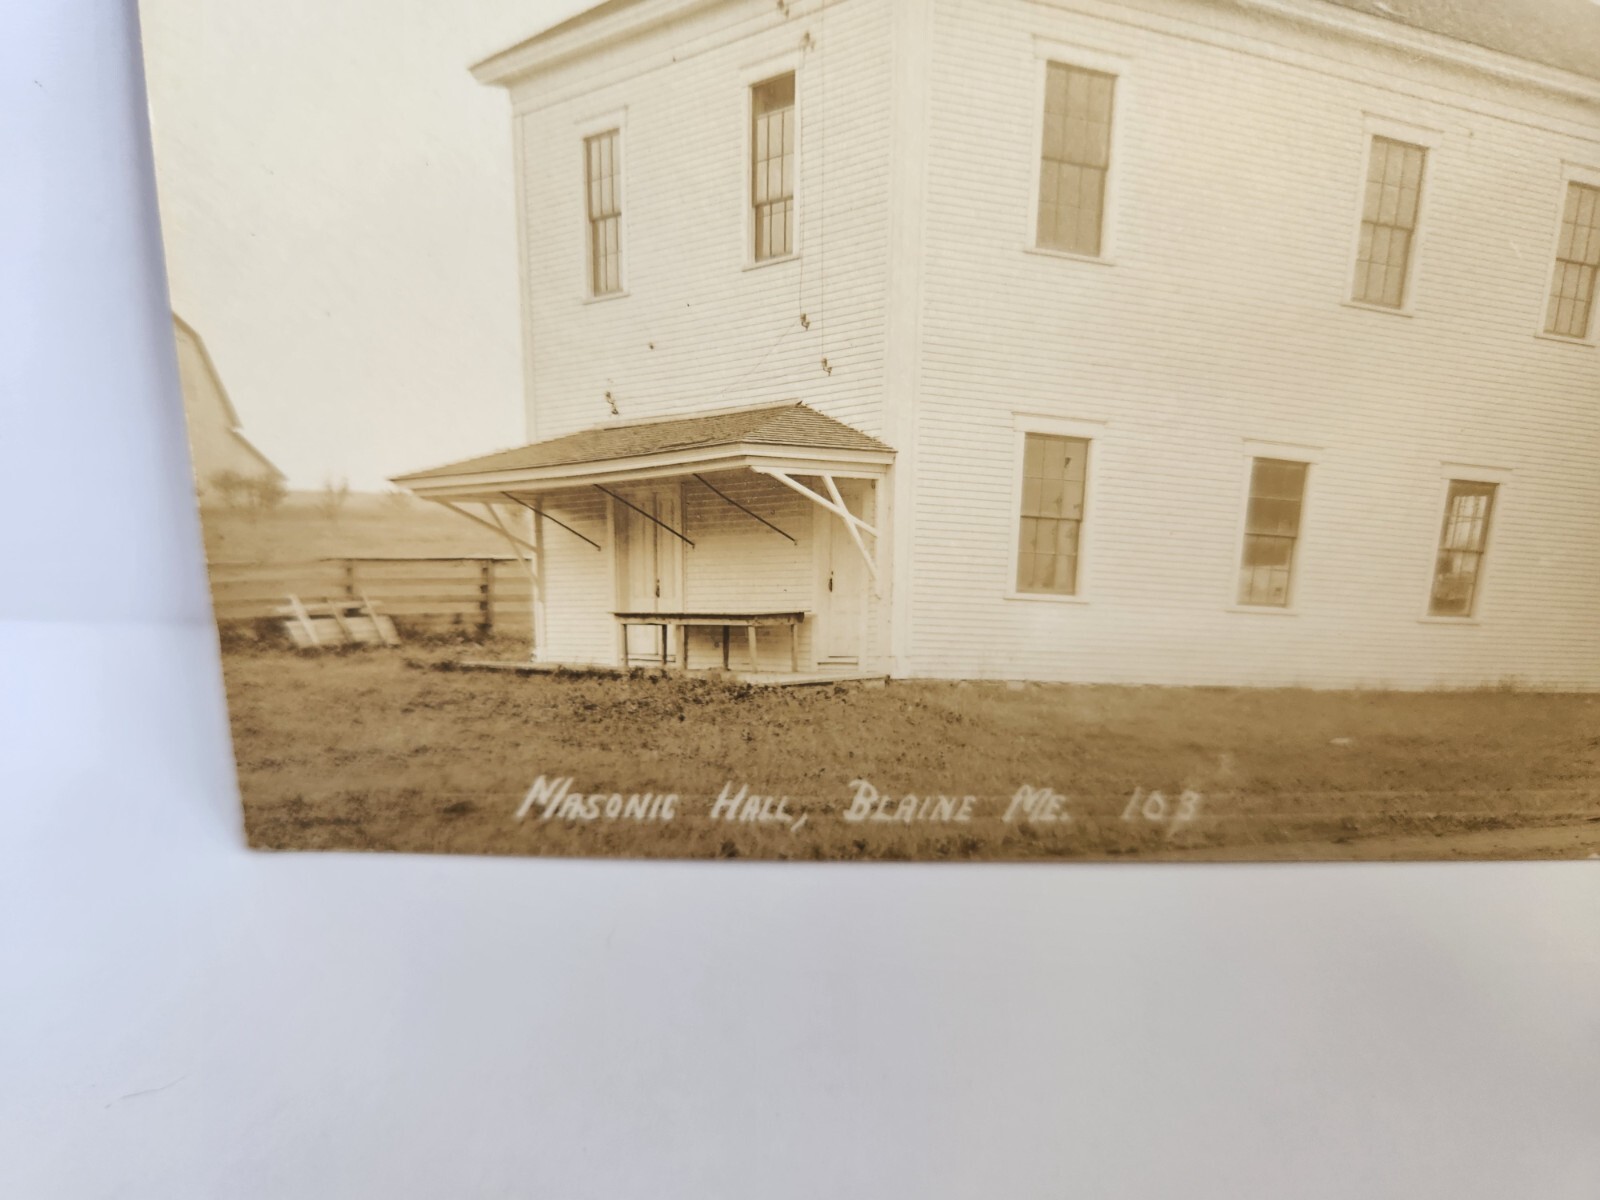 Masonic Hall, Blaine Me. 103